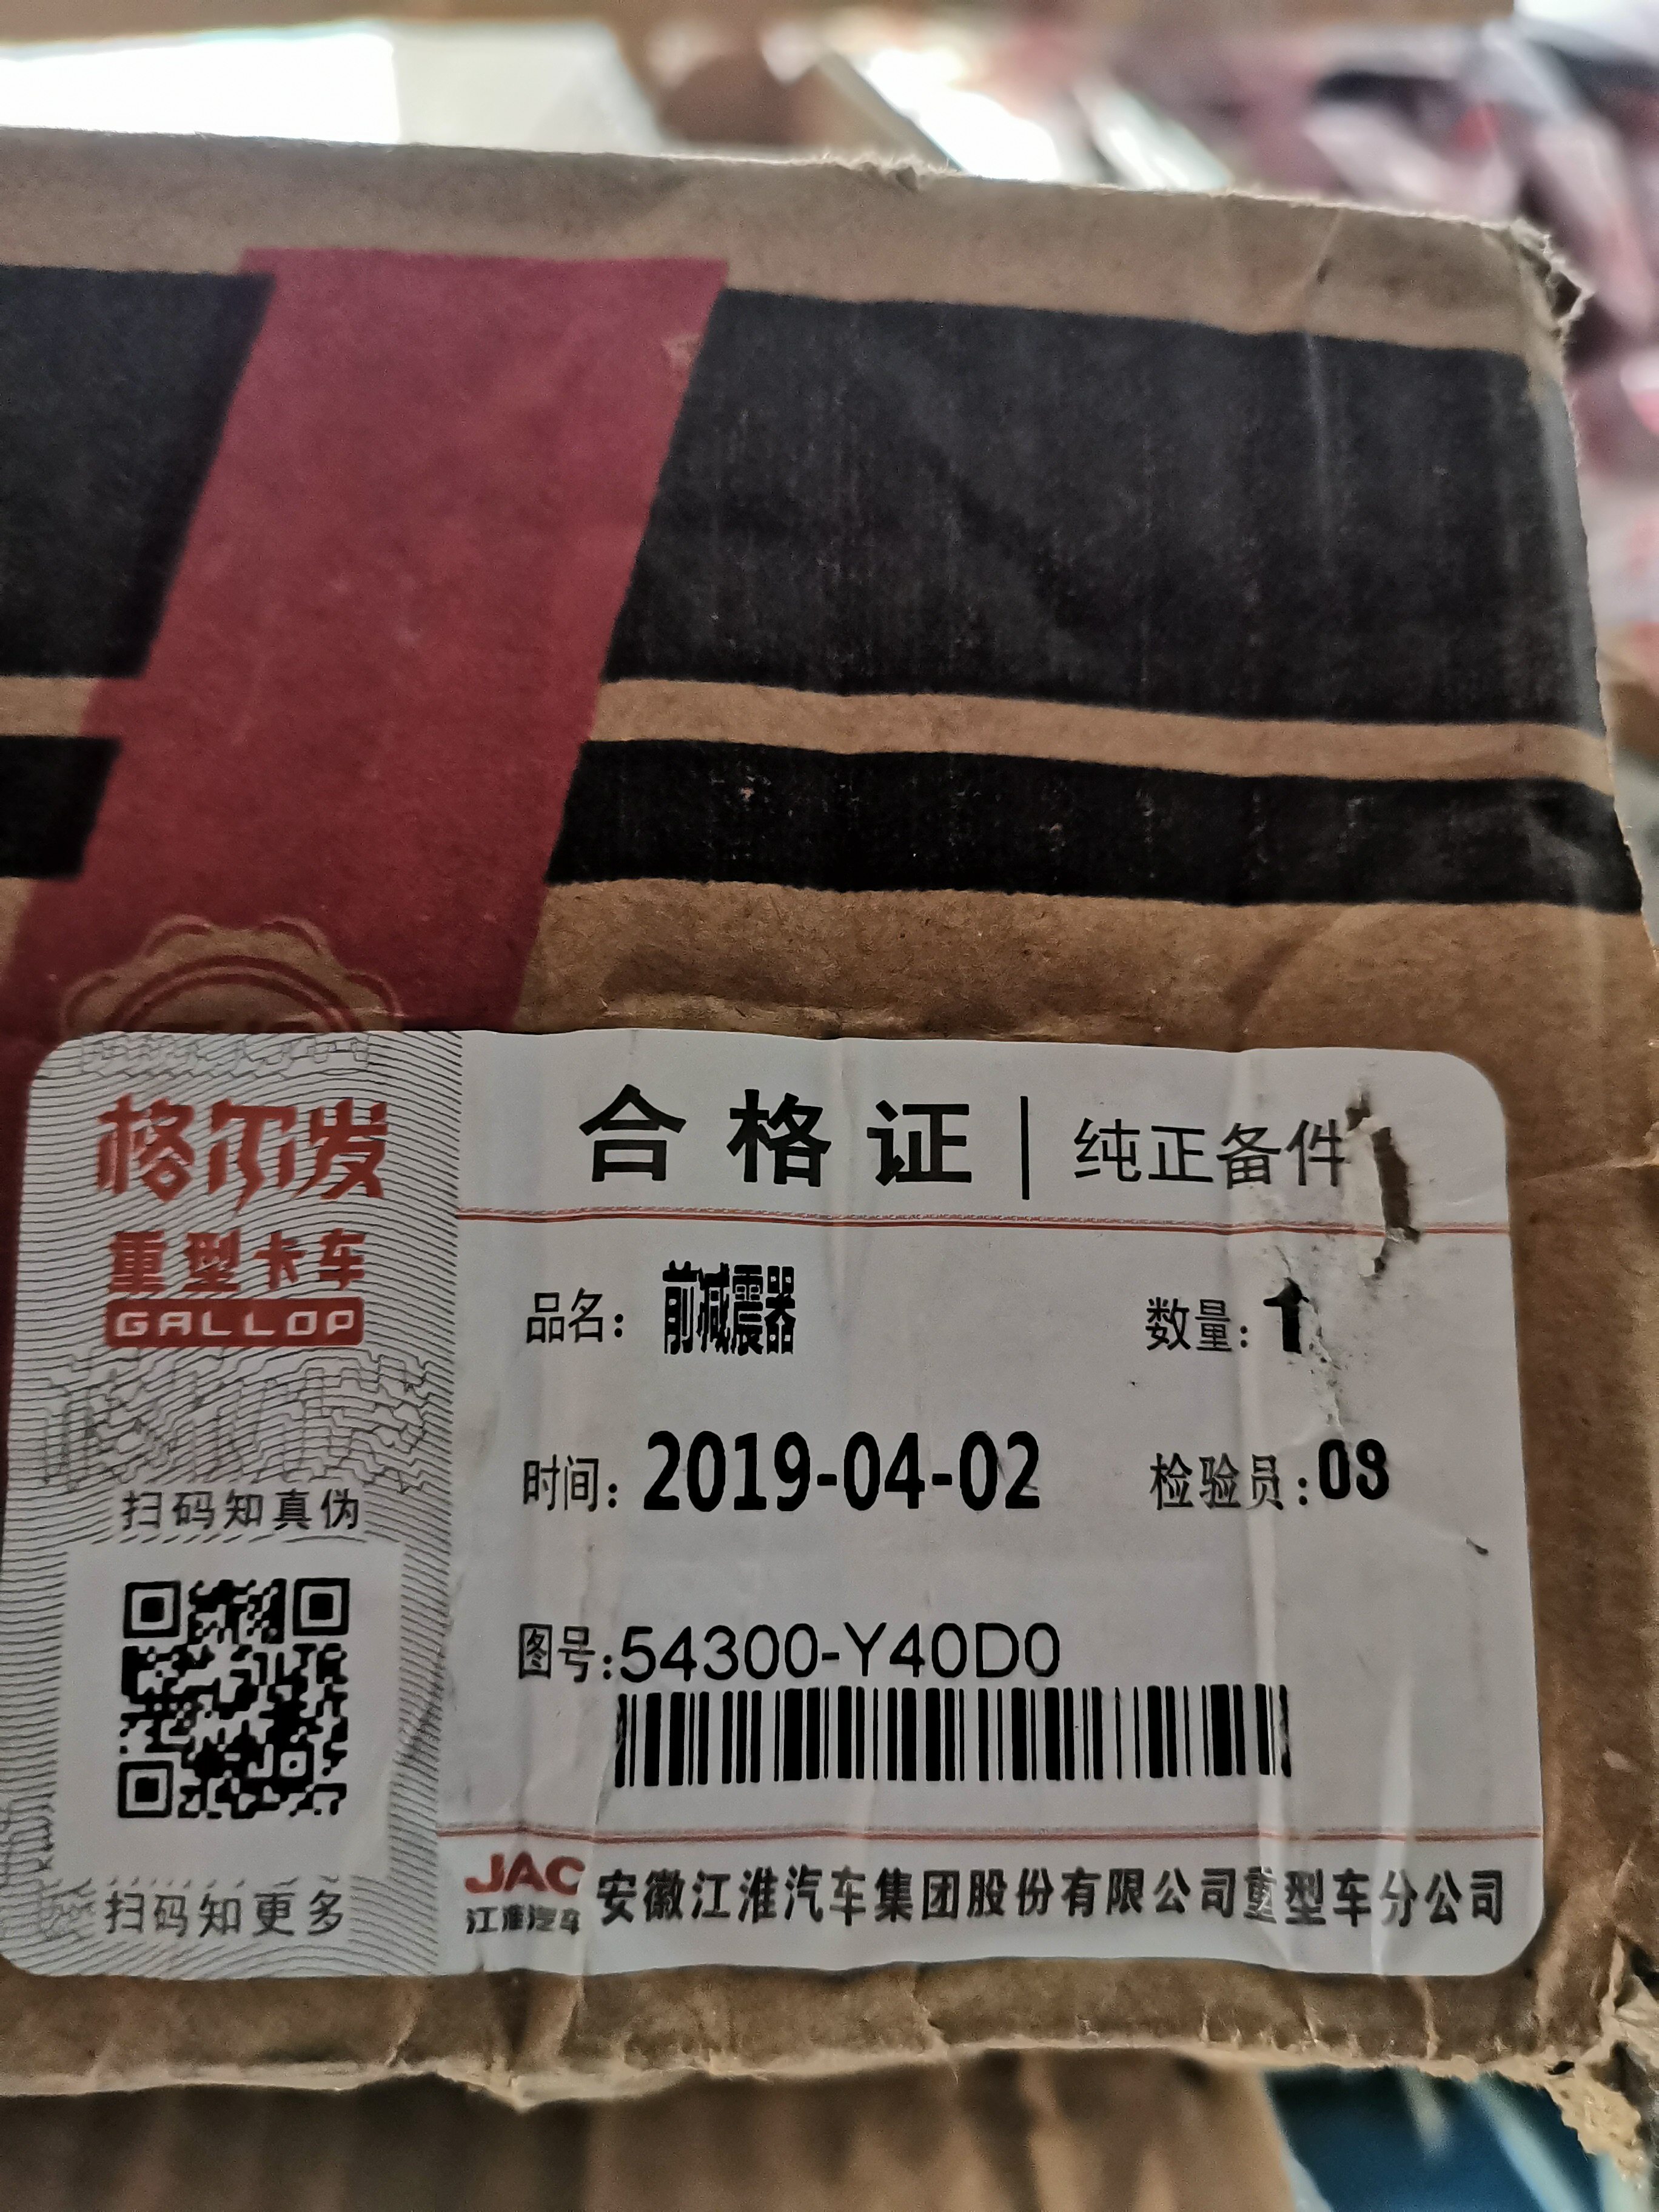 格尔发
重型卡车
GALLOP
扫码知真伪
扫码知更多
合格证 | 纯正备件
品名: 前减震器
数量: 1
时间: 2019-04-02
检验员: 03
图号:54300-Y40D0
JAC
江淮汽车
安徽江淮汽车集团股份有限公司重型车分公司